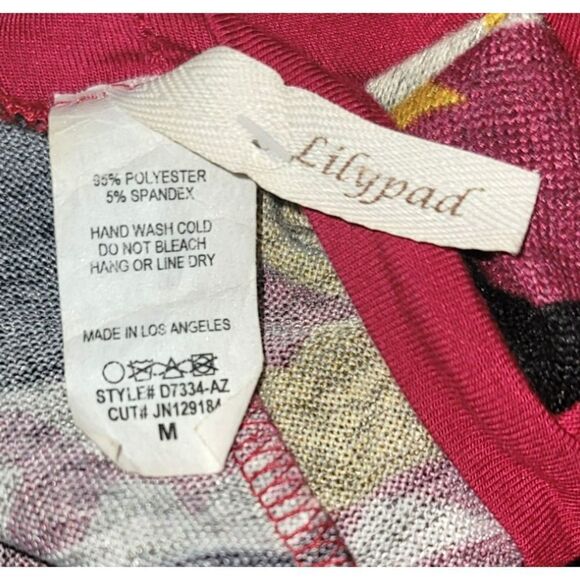 Lilypad
95% POLYESTER
5% SPANDEX
HAND WASH COLD
DO NOT BLEACH
HANG OR LINE DRY
MADE IN LOS ANGELES
STYLE# D7334-AZ
CUT# JN129184
M